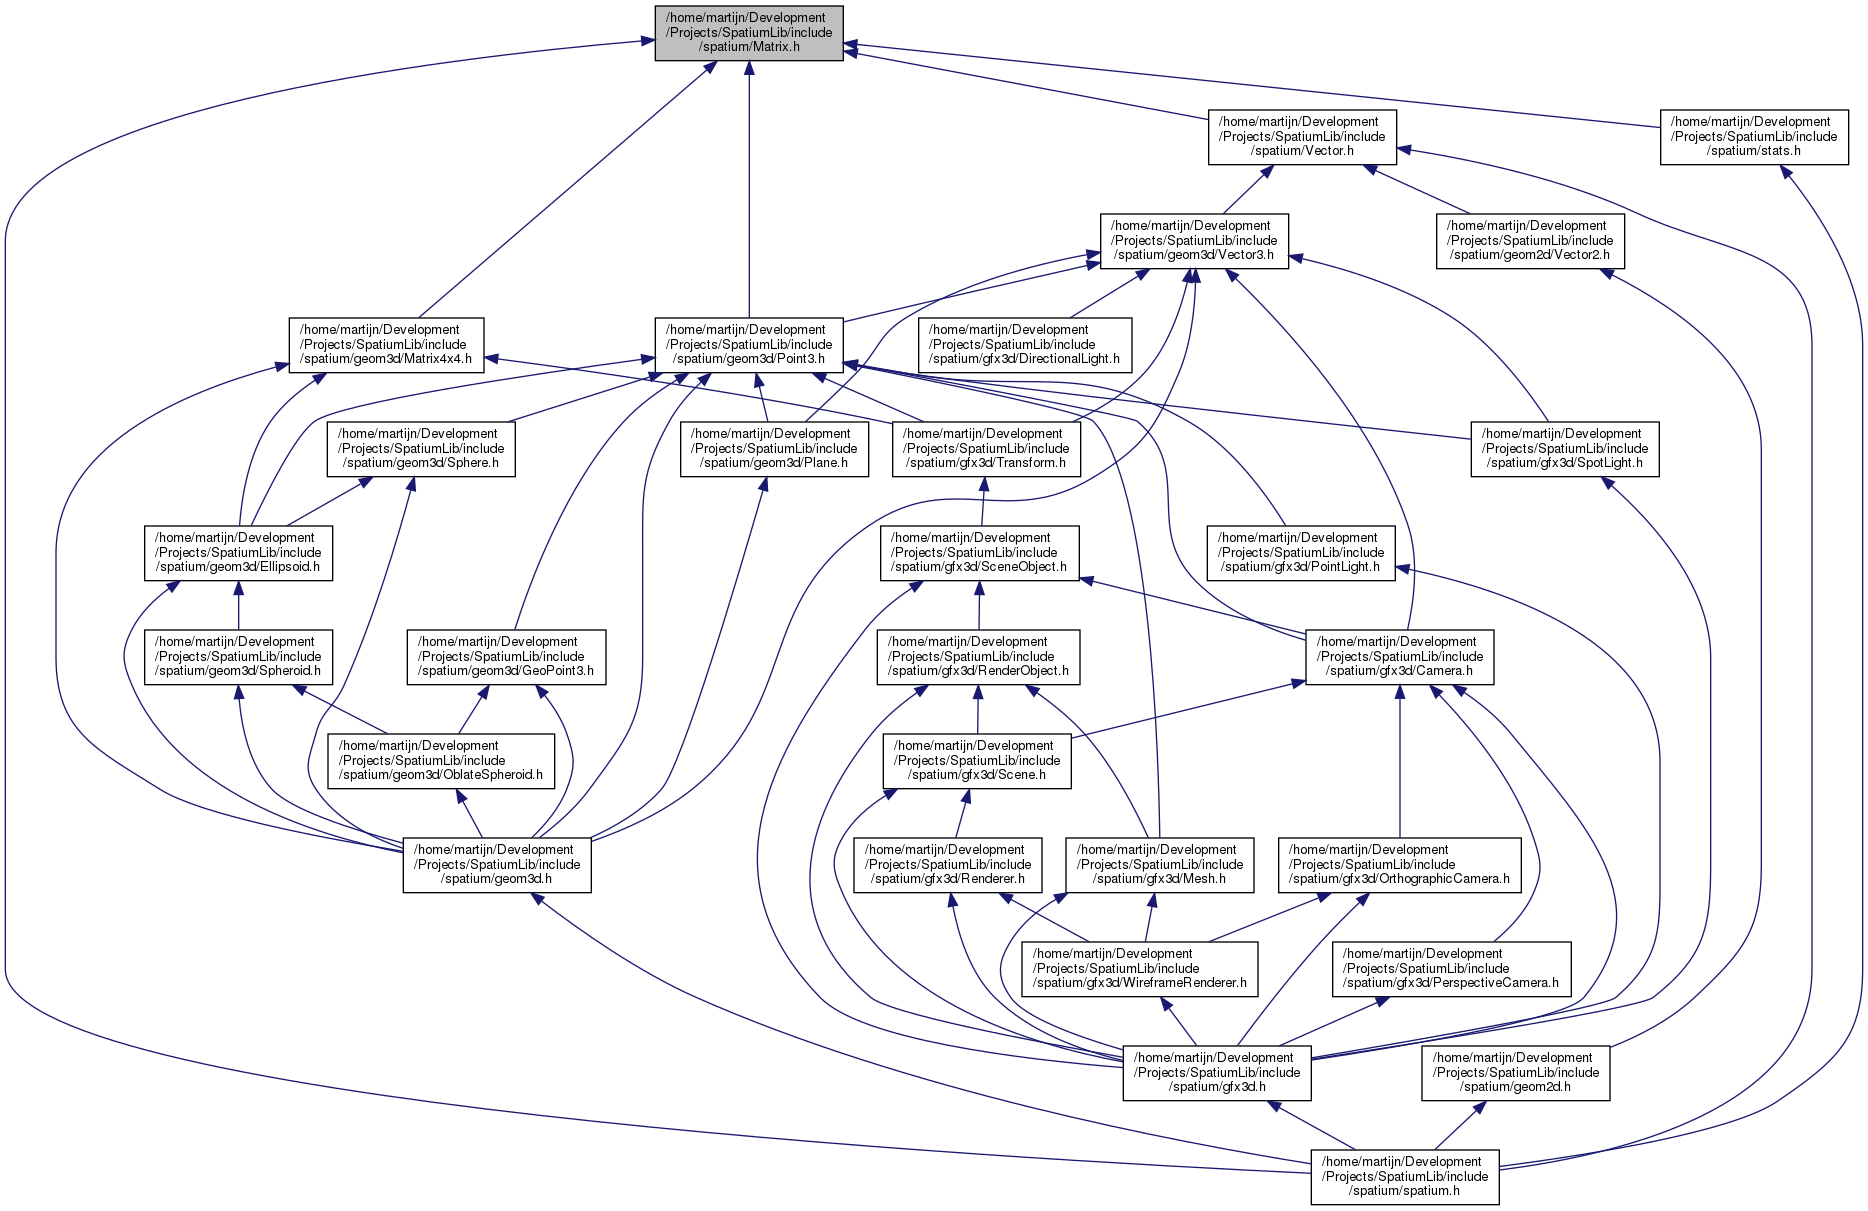 /home/martijn/Development
/Projects/SpatiumLib/include
/spatium/Matrix.h
/home/martijn/Development
/Projects/SpatiumLib/include
/spatium/Vector.h
/home/martijn/Development
/Projects/SpatiumLib/include
/spatium/stats.h
/home/martijn/Development
/Projects/SpatiumLib/include
/spatium/geom3d/Vector3.h
/home/martijn/Development
/Projects/SpatiumLib/include
/spatium/geom2d/Vector2.h
/home/martijn/Development
/Projects/SpatiumLib/include
/spatium/geom3d/Matrix4x4.h
/home/martijn/Development
/Projects/SpatiumLib/include
/spatium/geom3d/Point3.h
/home/martijn/Development
/Projects/SpatiumLib/include
/spatium/gfx3d/DirectionalLight.h
/home/martijn/Development
/Projects/SpatiumLib/include
/spatium/geom3d/Sphere.h
/home/martijn/Development
/Projects/SpatiumLib/include
/spatium/geom3d/Plane.h
/home/martijn/Development
/Projects/SpatiumLib/include
/spatium/gfx3d/Transform.h
/home/martijn/Development
/Projects/SpatiumLib/include
/spatium/gfx3d/SpotLight.h
/home/martijn/Development
/Projects/SpatiumLib/include
/spatium/geom3d/Ellipsoid.h
/home/martijn/Development
/Projects/SpatiumLib/include
/spatium/gfx3d/SceneObject.h
/home/martijn/Development
/Projects/SpatiumLib/include
/spatium/gfx3d/PointLight.h
/home/martijn/Development
/Projects/SpatiumLib/include
/spatium/geom3d/Spheroid.h
/home/martijn/Development
/Projects/SpatiumLib/include
/spatium/geom3d/GeoPoint3.h
/home/martijn/Development
/Projects/SpatiumLib/include
/spatium/gfx3d/RenderObject.h
/home/martijn/Development
/Projects/SpatiumLib/include
/spatium/gfx3d/Camera.h
/home/martijn/Development
/Projects/SpatiumLib/include
/spatium/geom3d/OblateSpheroid.h
/home/martijn/Development
/Projects/SpatiumLib/include
/spatium/gfx3d/Scene.h
/home/martijn/Development
/Projects/SpatiumLib/include
/spatium/geom3d.h
/home/martijn/Development
/Projects/SpatiumLib/include
/spatium/gfx3d/Renderer.h
/home/martijn/Development
/Projects/SpatiumLib/include
/spatium/gfx3d/Mesh.h
/home/martijn/Development
/Projects/SpatiumLib/include
/spatium/gfx3d/OrthographicCamera.h
/home/martijn/Development
/Projects/SpatiumLib/include
/spatium/gfx3d/WireframeRenderer.h
/home/martijn/Development
/Projects/SpatiumLib/include
/spatium/gfx3d/PerspectiveCamera.h
/home/martijn/Development
/Projects/SpatiumLib/include
/spatium/gfx3d.h
/home/martijn/Development
/Projects/SpatiumLib/include
/spatium/geom2d.h
/home/martijn/Development
/Projects/SpatiumLib/include
/spatium/spatium.h